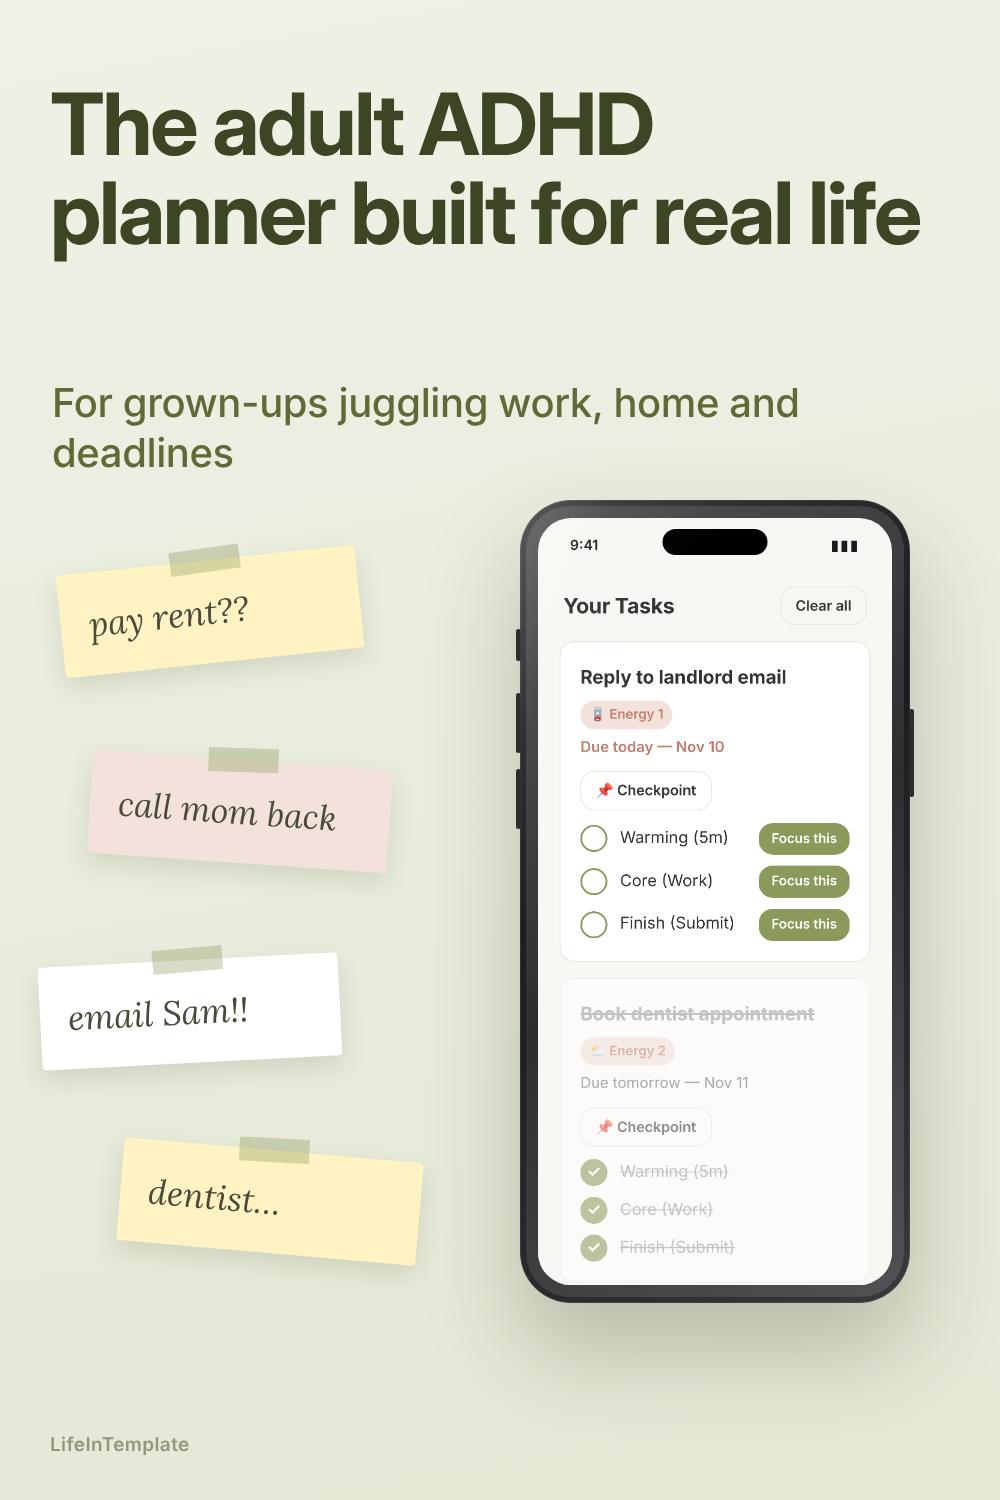 The adult ADHD
planner built for real life
For grown-ups juggling work, home and
deadlines
pay rent??
call mom back
email Sam!!
dentist...
9:41
Your Tasks
Clear all
Reply to landlord email
Energy 1
Due today — Nov 10
📌 Checkpoint
Warming (5m)
Focus this
Core (Work)
Focus this
Finish (Submit)
Focus this
Book dentist appointment
Energy 2
Due tomorrow — Nov 11
📌 Checkpoint
Warming (5m)
Core (Work)
Finish (Submit)
LifeInTemplate